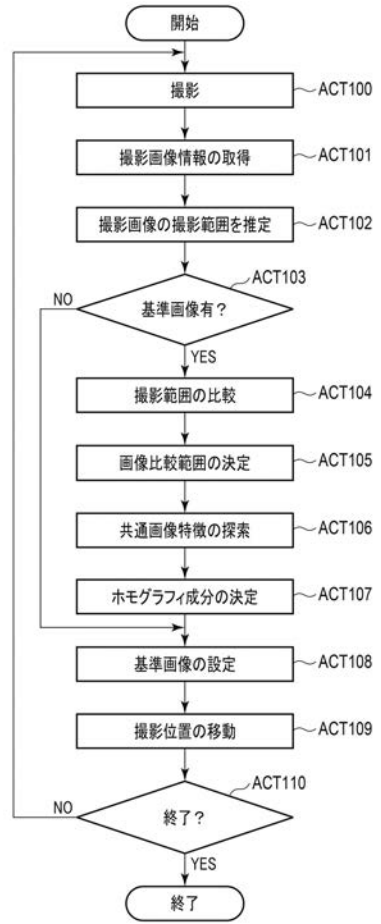 開始
撮影
ACT100
撮影画像情報の取得
ACT101
撮影画像の撮影範囲を推定
ACT102
ACT103
NO
基準画像有？
YES
撮影範囲の比較
ACT104
画像比較範囲の決定
ACT105
共通画像特徴の探索
ACT106
ホモグラフィ成分の決定
ACT107
基準画像の設定
ACT108
撮影位置の移動
ACT109
ACT110
NO
終了？
YES
終了